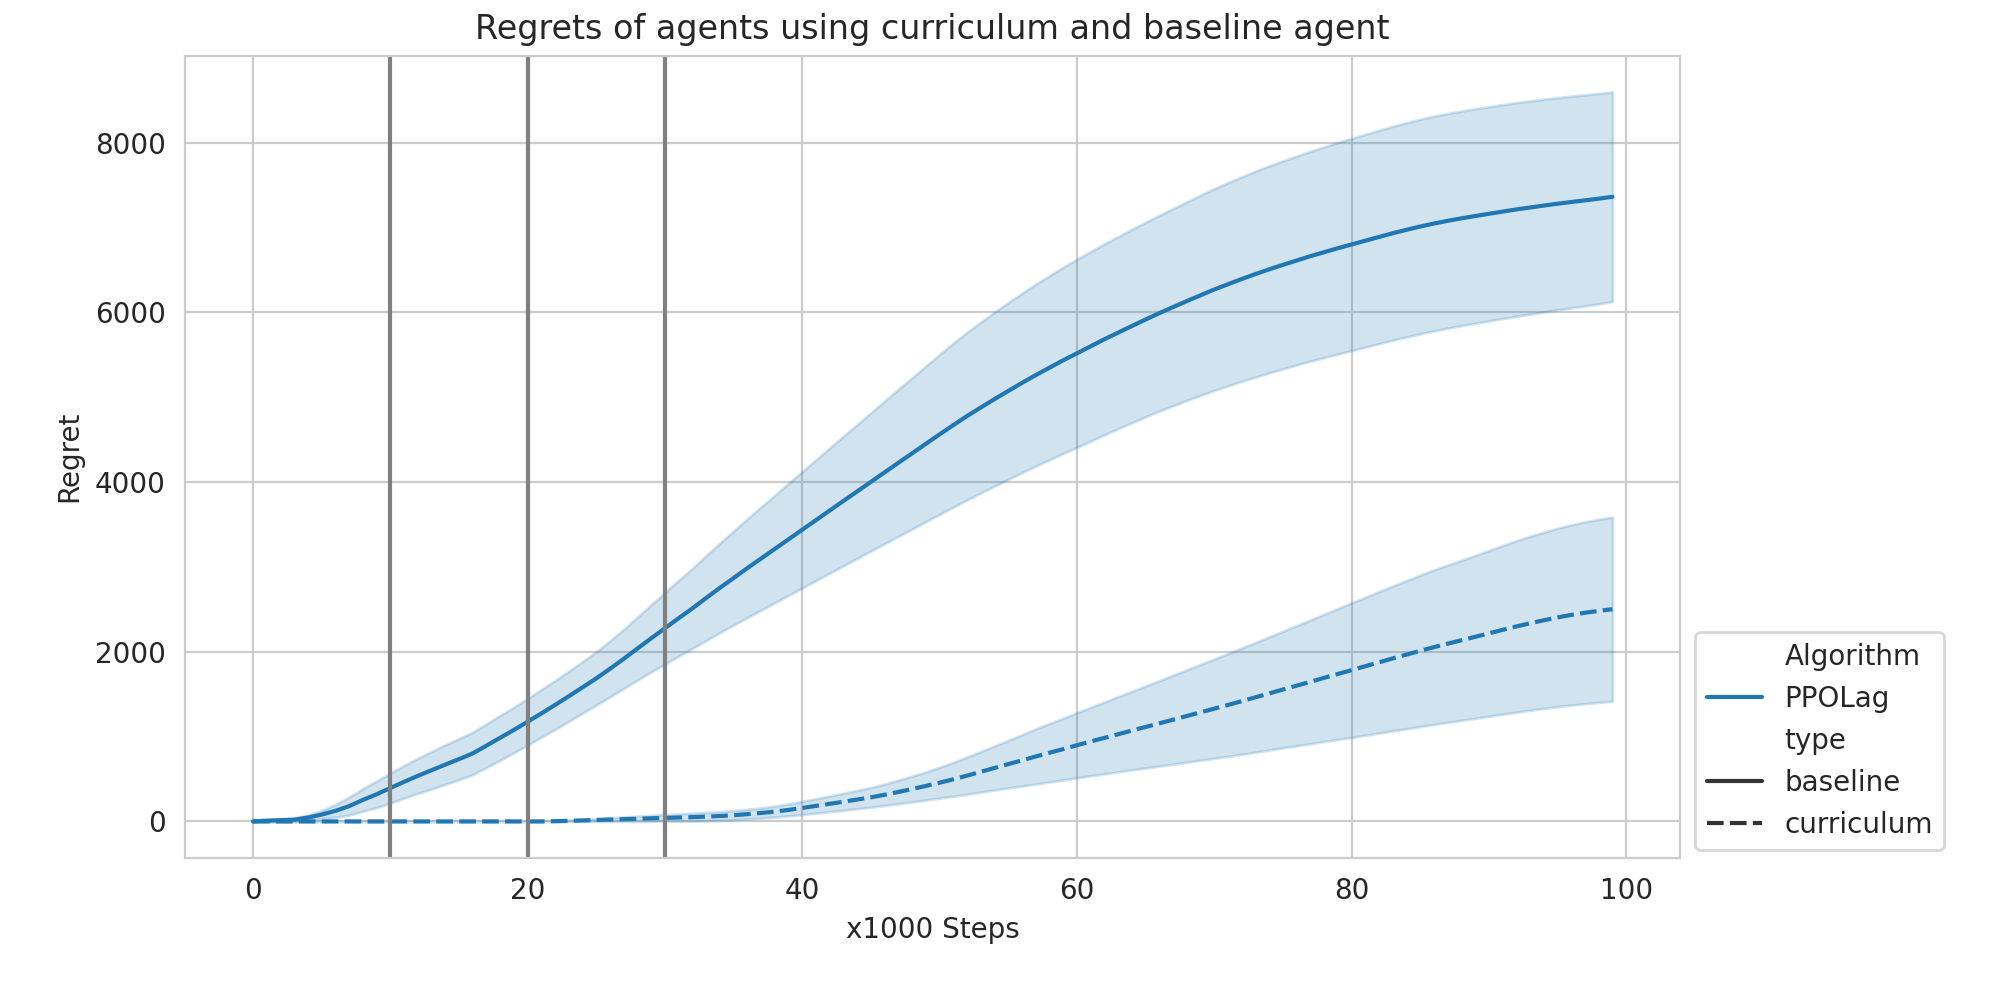 Regrets of agents using curriculum and baseline agent
8000
6000
4000
2000
0
Regret
0 20 40 60 80 100
x1000 Steps
Algorithm
PPOLag
type
baseline
curriculum